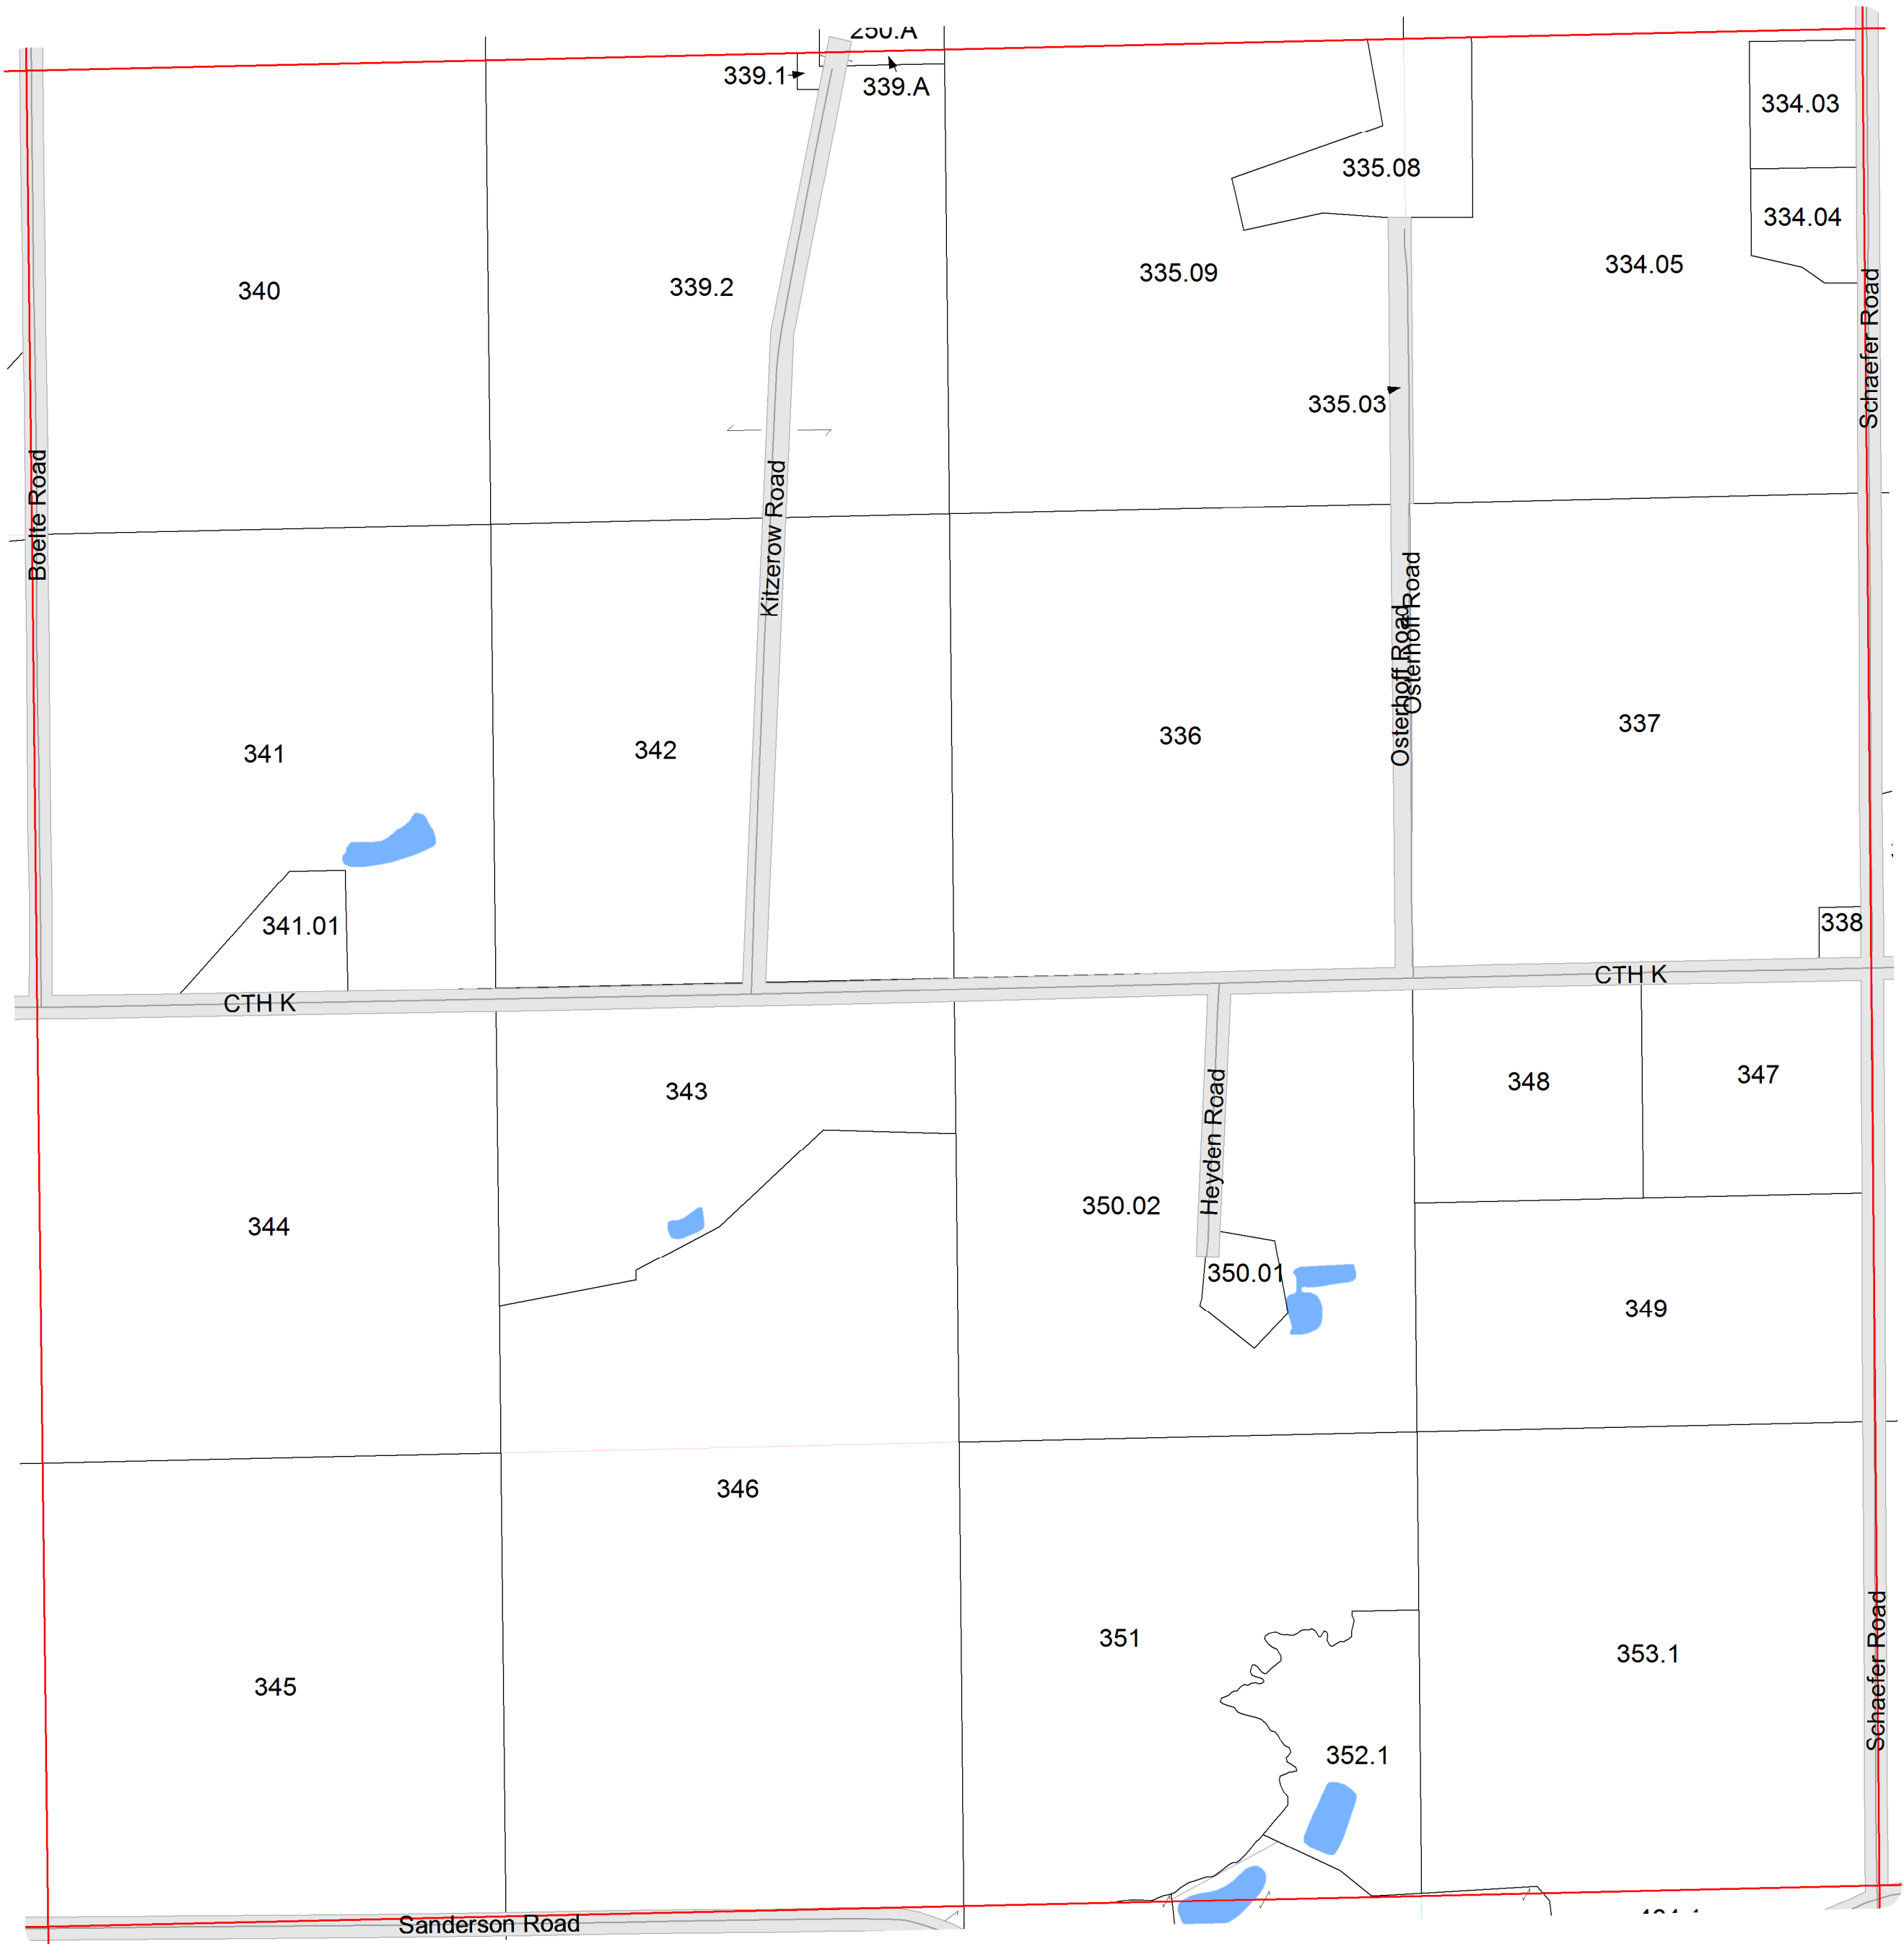 250.A
339.1
339.A
334.03
335.08
334.04
335.09
334.05
340
339.2
Schaefer Road
335.03
Boelte Road
Kitzerow Road
Osterhoff Road
Osterhoff Road
337
336
341
342
338
341.01
CTH K
CTH K
347
348
343
Heyden Road
350.02
344
350.01
349
346
351
353.1
Schaefer Road
345
352.1
Sanderson Road